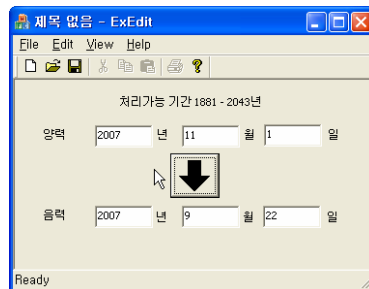 제목 없음 - ExEdit
File Edit View Help
처리가능 기간 1881 - 2043년
양력 2007 년 11 월 1 일
음력 2007 년 9 월 22 일
Ready